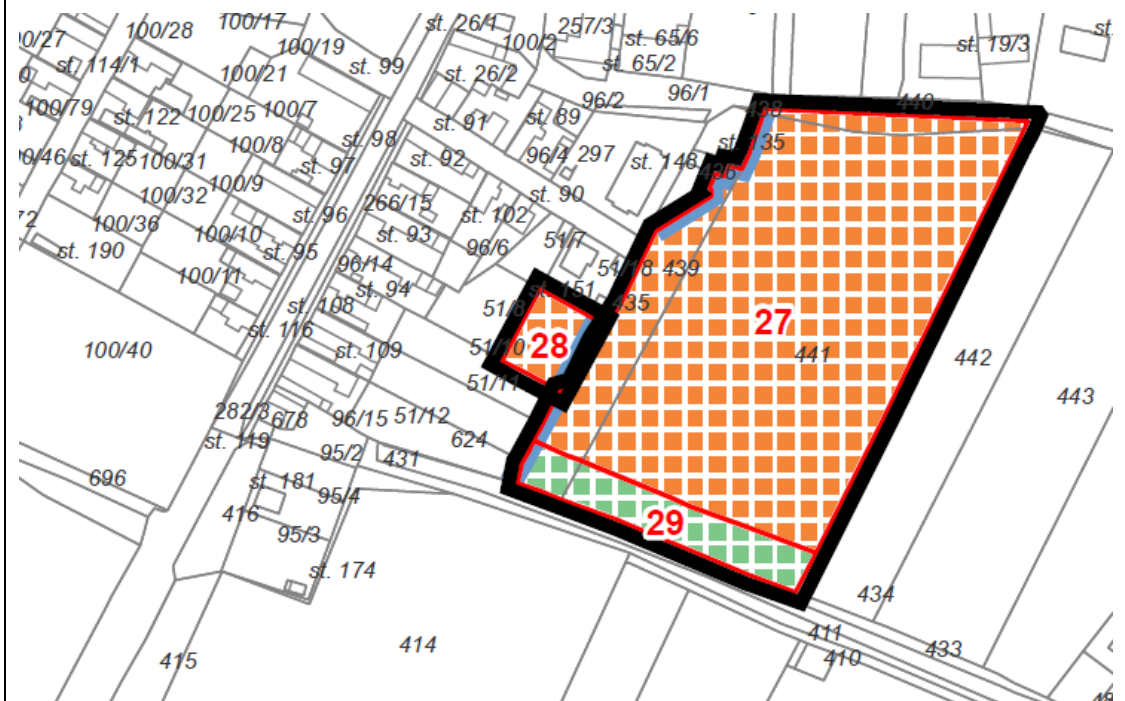 100/17
st. 26/1
257/3
100/28
st. 65/6
st. 19/3
st.
100/19
100/2
st. 65/2
st. 114/1
100/21
st. 99
st. 26/2
96/1
96/2
440
438
100/79
st. 122
100/25
100/7
st. 91
st. 89
100/8
st. 98
st. 135
st. 125
100/31
st. 97
st. 92
96/4
297
st. 148
436
100/32
100/9
266/15
st. 90
100/36
st. 96
st. 102
100/10
st. 93
51/7
st. 190
st. 95
96/6
100/11
96/14
51/18
439
st. 94
st. 151
435
st. 108
51/8
27
st. 116
28
100/40
st. 109
51/10
441
442
51/11
443
282/3
678
96/15
51/12
st. 119
624
95/2
431
696
st. 181
95/4
416
29
95/3
st. 174
434
411
433
414
415
410